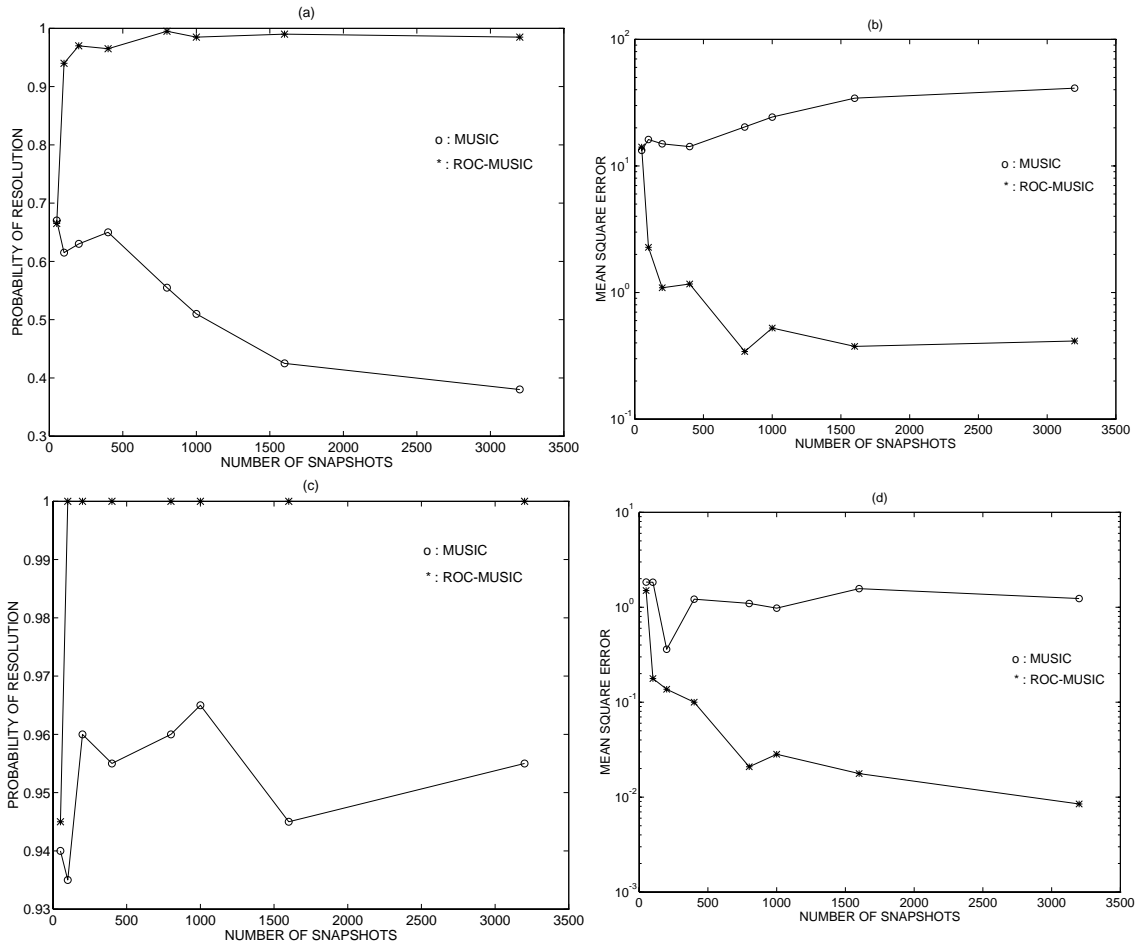 (a)
1
0.9
0.8
0.7
0.6
0.5
0.4
0.3
0 500 1000 1500 2000 2500 3000 3500
NUMBER OF SNAPSHOTS
PROBABILITY OF RESOLUTION
o : MUSIC
* : ROC-MUSIC
(b)
10^2
10^1
10^0
10^-1
0 500 1000 1500 2000 2500 3000 3500
NUMBER OF SNAPSHOTS
MEAN SQUARE ERROR
o : MUSIC
* : ROC-MUSIC
(c)
1
0.99
0.98
0.97
0.96
0.95
0.94
0.93
0 500 1000 1500 2000 2500 3000 3500
NUMBER OF SNAPSHOTS
PROBABILITY OF RESOLUTION
o : MUSIC
* : ROC-MUSIC
(d)
10^1
10^0
10^-1
10^-2
10^-3
0 500 1000 1500 2000 2500 3000 3500
NUMBER OF SNAPSHOTS
MEAN SQUARE ERROR
o : MUSIC
* : ROC-MUSIC